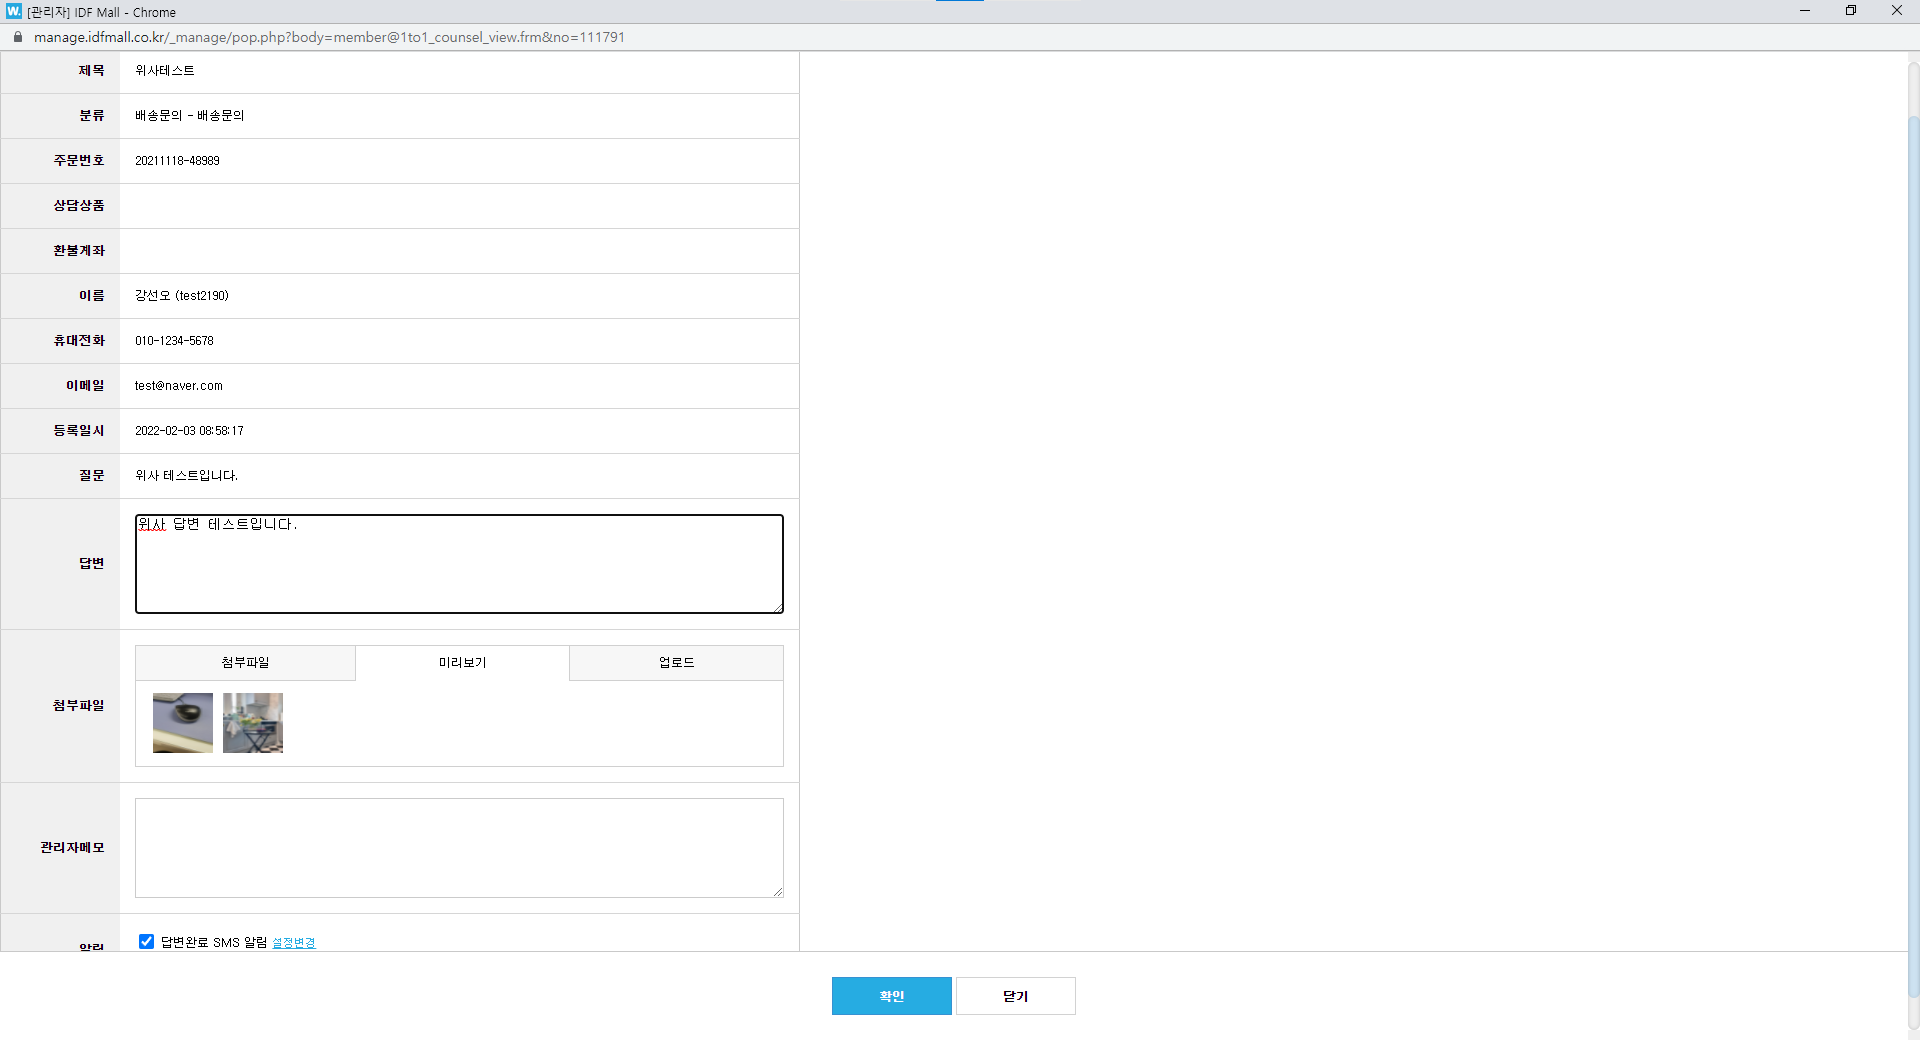 W. [관리자] IDF Mall - Chrome
manage.idfmall.co.kr/_manage/pop.php?body=member@1to1_counsel_view.frm&no=111791
제목 위사테스트
분류 배송문의 - 배송문의
주문번호 20211118-48989
상담상품
환불계좌
이름 강선오 (test2190)
휴대전화 010-1234-5678
이메일 test@naver.com
등록일시 2022-02-03 08:58:17
질문 위사 테스트입니다.
답변 위사 답변 테스트입니다.
첨부파일 첨부파일 미리보기 업로드
관리자메모
알림 답변완료 SMS 알림 설정변경
확인 닫기